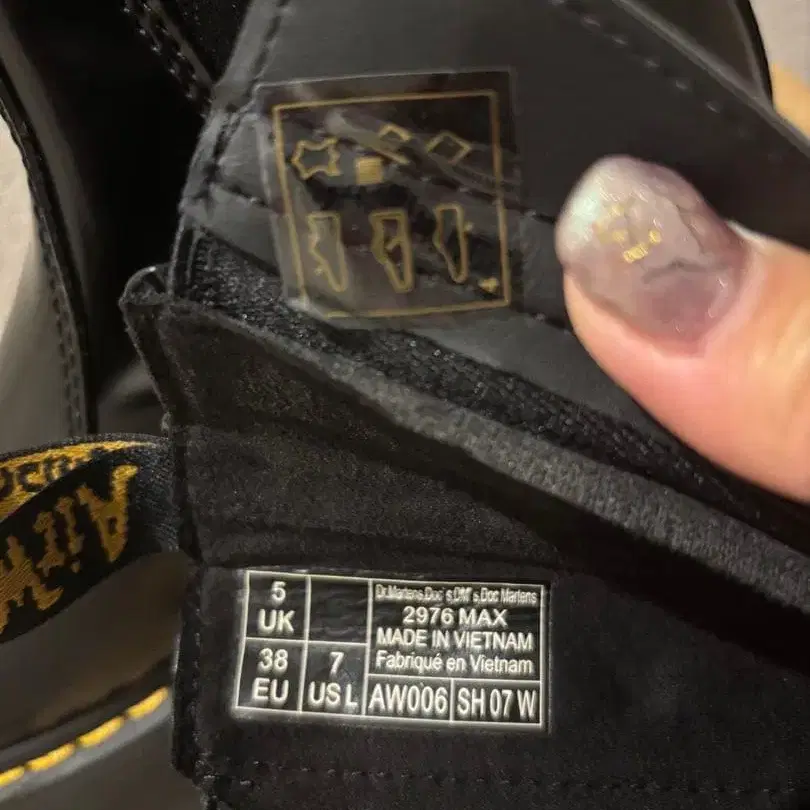 AirW
5
UK
38
EU
7
US L
Dr.Martens,Doc's,DM's,Doc Martens
2976 MAX
MADE IN VIETNAM
Fabriqué en Vietnam
AW006
SH 07 W